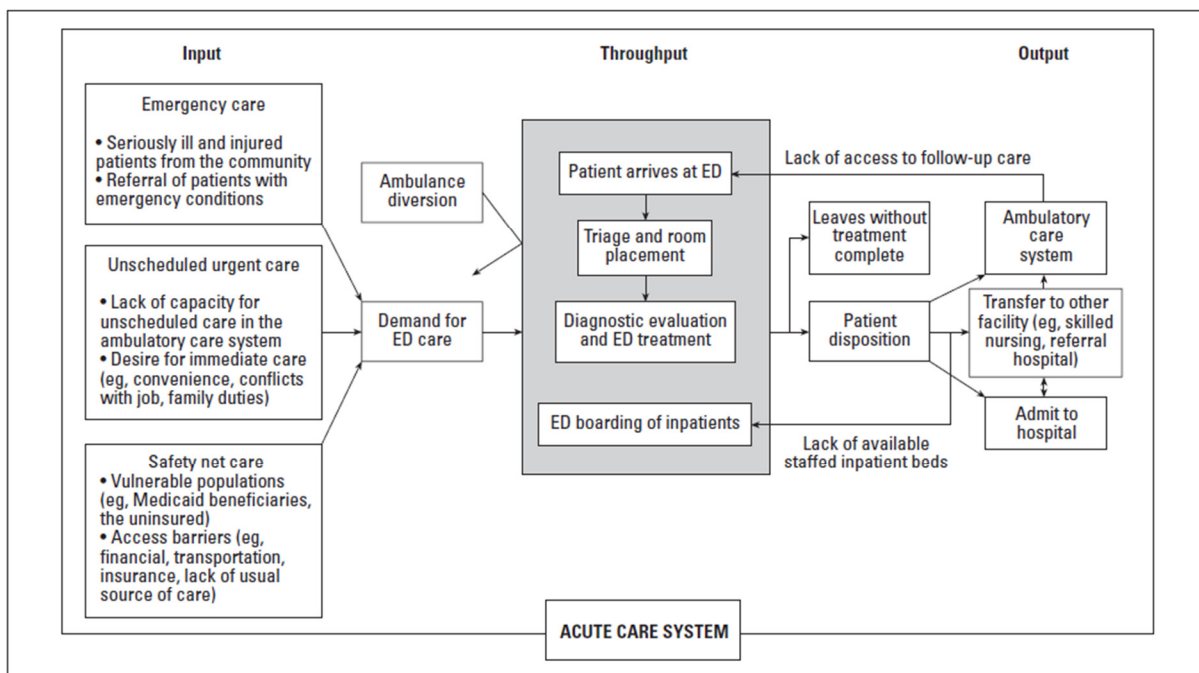 Input
Throughput
Output
Emergency care
• Seriously ill and injured
patients from the community
• Referral of patients with
emergency conditions
Unscheduled urgent care
• Lack of capacity for
unscheduled care in the
ambulatory care system
• Desire for immediate care
(eg, convenience, conflicts
with job, family duties)
Safety net care
• Vulnerable populations
(eg, Medicaid beneficiaries,
the uninsured)
• Access barriers (eg,
financial, transportation,
insurance, lack of usual
source of care)
Ambulance
diversion
Demand for
ED care
Patient arrives at ED
Triage and room
placement
Diagnostic evaluation
and ED treatment
ED boarding of inpatients
Lack of access to follow-up care
Leaves without
treatment
complete
Patient
disposition
Lack of available
staffed inpatient beds
Ambulatory
care
system
Transfer to other
facility (eg, skilled
nursing, referral
hospital)
Admit to
hospital
ACUTE CARE SYSTEM